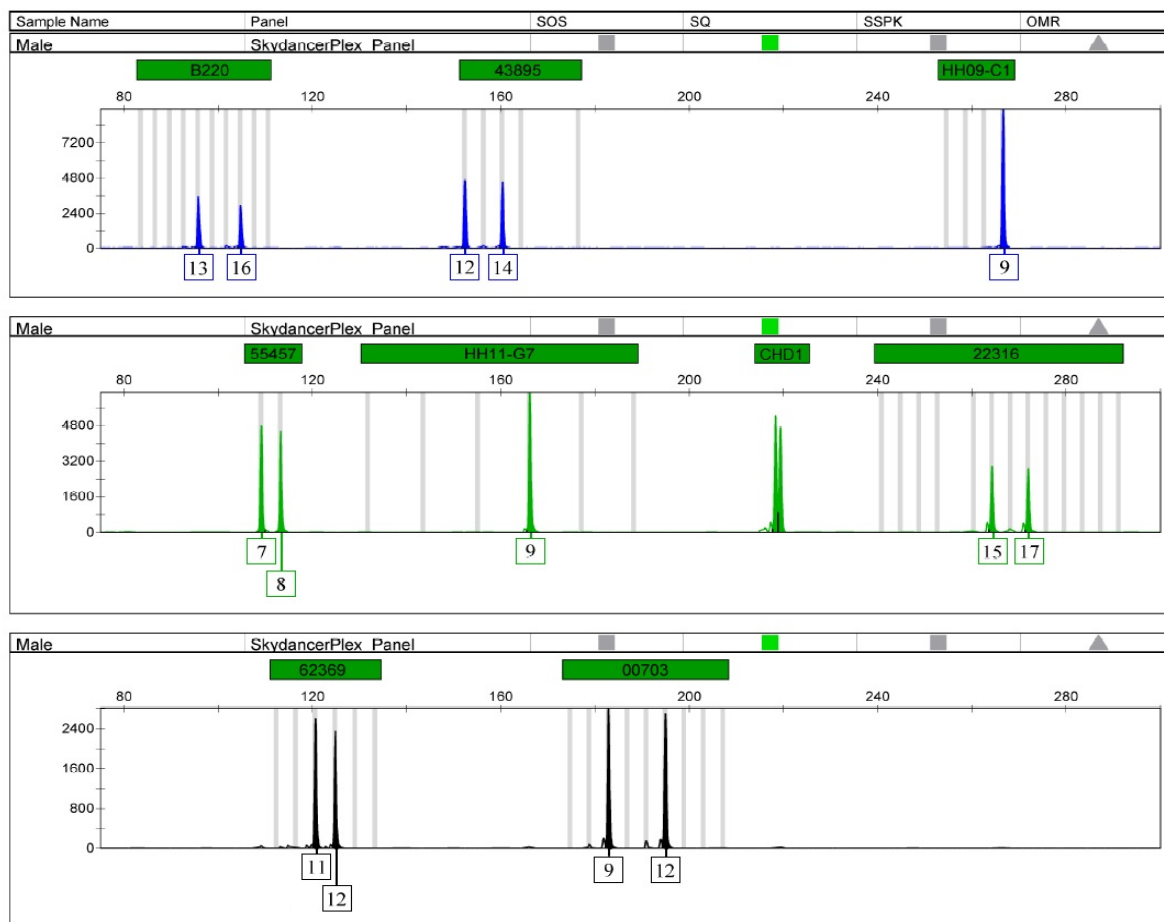 Sample Name Panel SOS SQ SSPK OMR
Male SkydancerPlex_Panel
B220 43895 HH09-C1
80 120 160 200 240 280
7200
4800
2400
0
13 16 12 14 9
Male SkydancerPlex_Panel
55457 HH11-G7 CHD1 22316
80 120 160 200 240 280
4800
3200
1600
0
7 9 15 17
8
Male SkydancerPlex_Panel
62369 00703
80 120 160 200 240 280
2400
1600
800
0
11 9 12
12